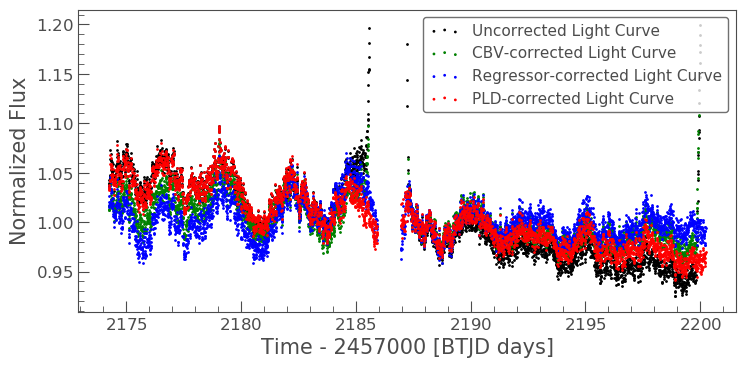 1.20
1.15
1.10
1.05
1.00
0.95
Normalized Flux
Uncorrected Light Curve
CBV-corrected Light Curve
Regressor-corrected Light Curve
PLD-corrected Light Curve
2175 2180 2185 2190 2195 2200
Time - 2457000 [BTJD days]